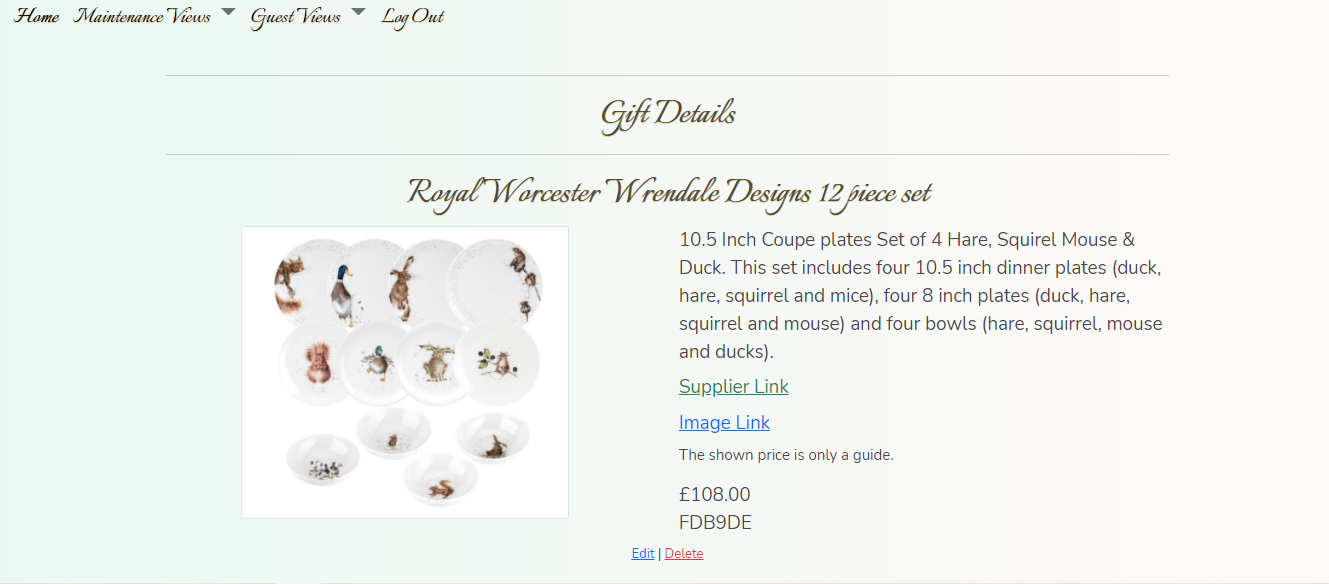 Home Maintenance Views Guest Views Log Out
Gift Details
Royal Worcester Wrendale Designs 12 piece set
10.5 Inch Coupe plates Set of 4 Hare, Squirel Mouse &
Duck. This set includes four 10.5 inch dinner plates (duck,
hare, squirrel and mice), four 8 inch plates (duck, hare,
squirrel and mouse) and four bowls (hare, squirrel, mouse
and ducks).
Supplier Link
Image Link
The shown price is only a guide.
£108.00
FDB9DE
Edit | Delete